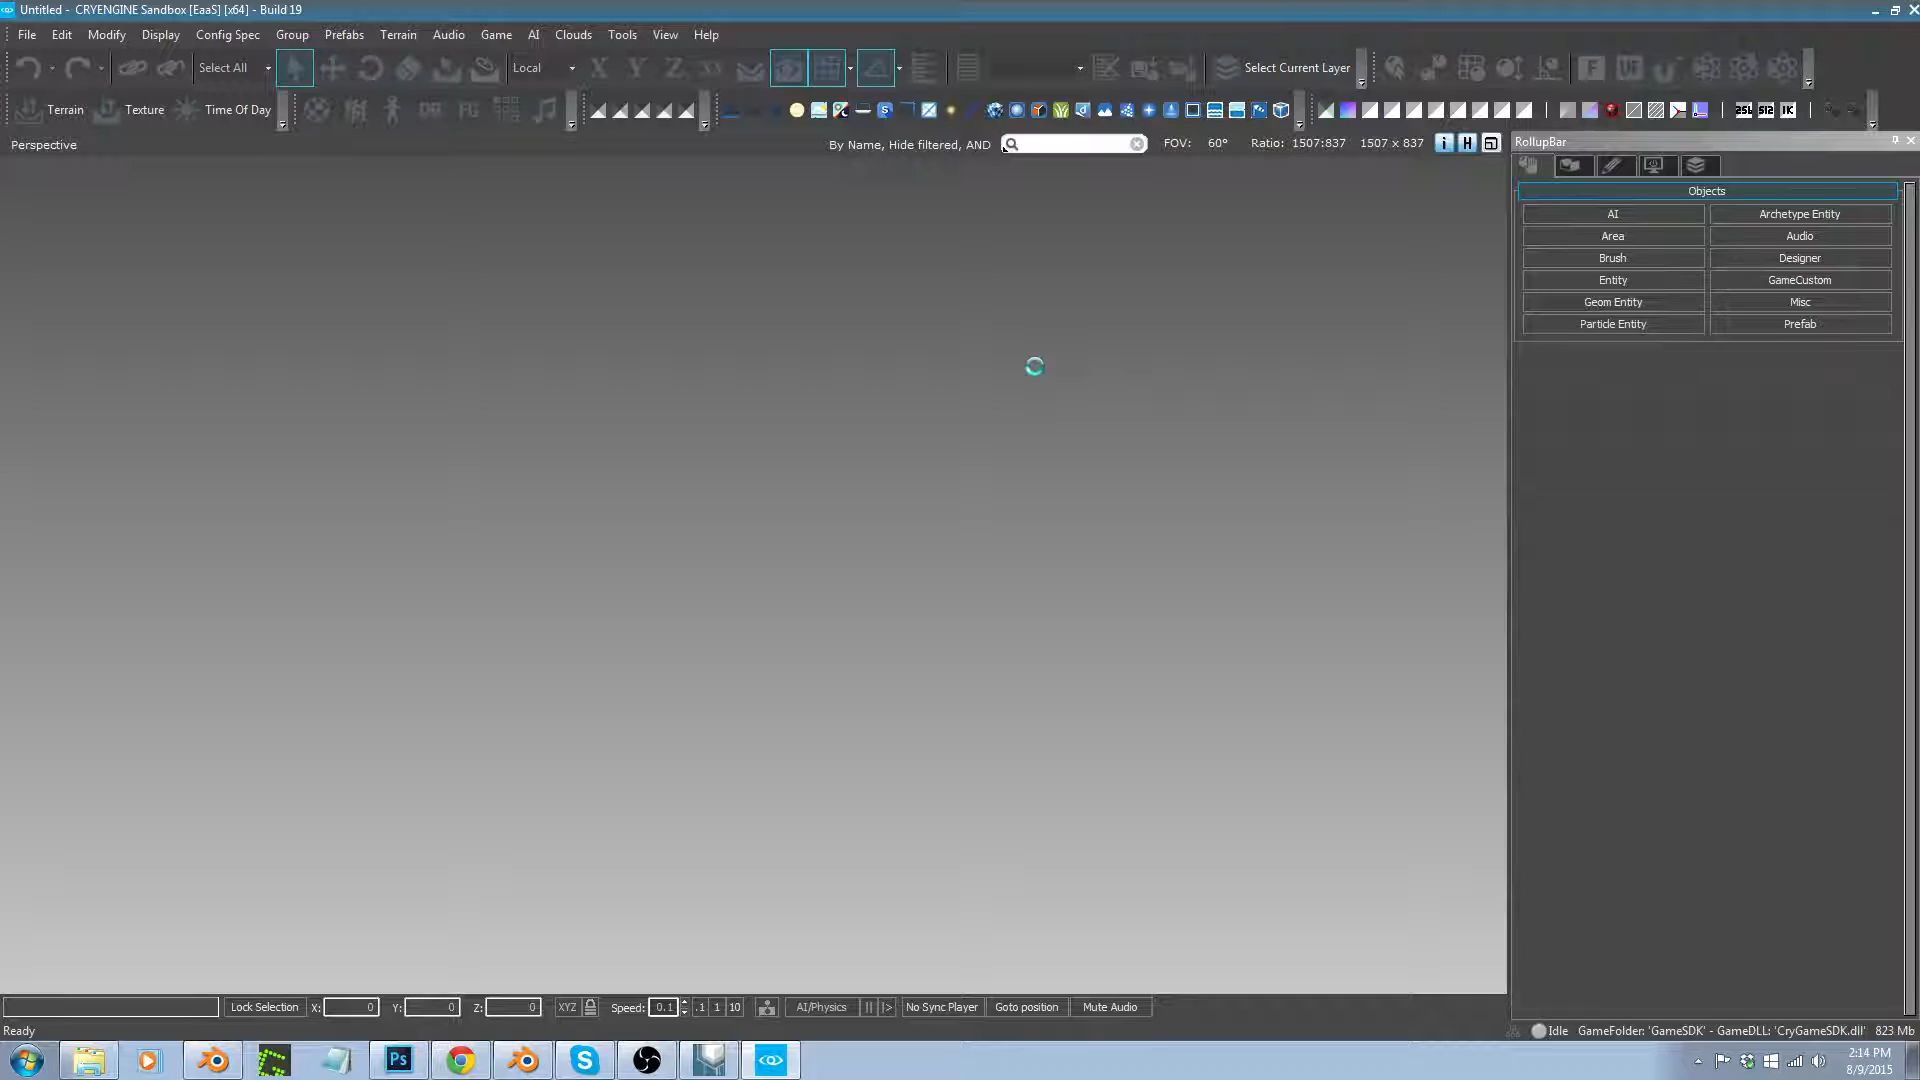 Untitled - CRYENGINE Sandbox [EaaS] [x64] - Build 19
File Edit Modify Display Config Spec Group Prefabs Terrain Audio Game AI Clouds Tools View Help
Select All Local X Y Z Select Current Layer
Terrain Texture Time Of Day
Perspective By Name, Hide filtered, AND FOV: 60° Ratio: 1507:837 1507 x 837 i H
RollupBar
Objects
AI Archetype Entity
Area Audio
Brush Designer
Entity GameCustom
Geom Entity Misc
Particle Entity Prefab
Lock Selection X: 0 Y: 0 Z: 0 XYZ Speed: 0.1 .1 1 10 AI/Physics No Sync Player Goto position Mute Audio
Ready Idle GameFolder: 'GameSDK' - GameDLL: 'CryGameSDK.dll' 823 Mb
Ps
2:14 PM
8/9/2015